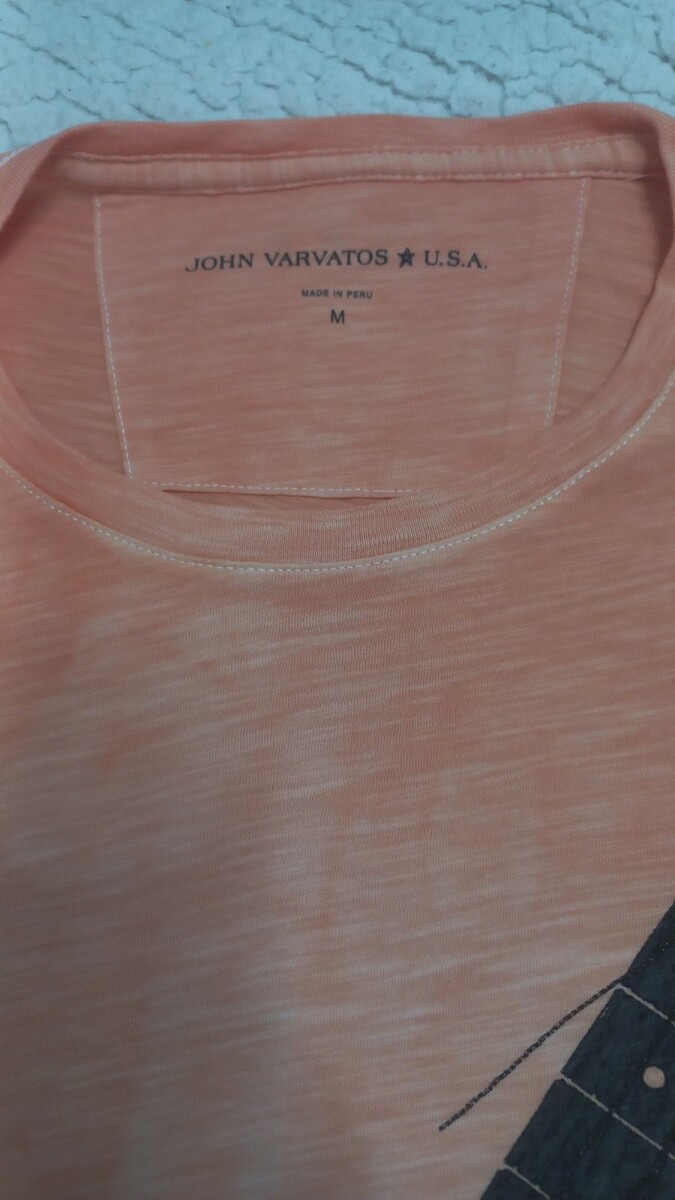 JOHN VARVATOS ★ U.S.A.
MADE IN PERU
M